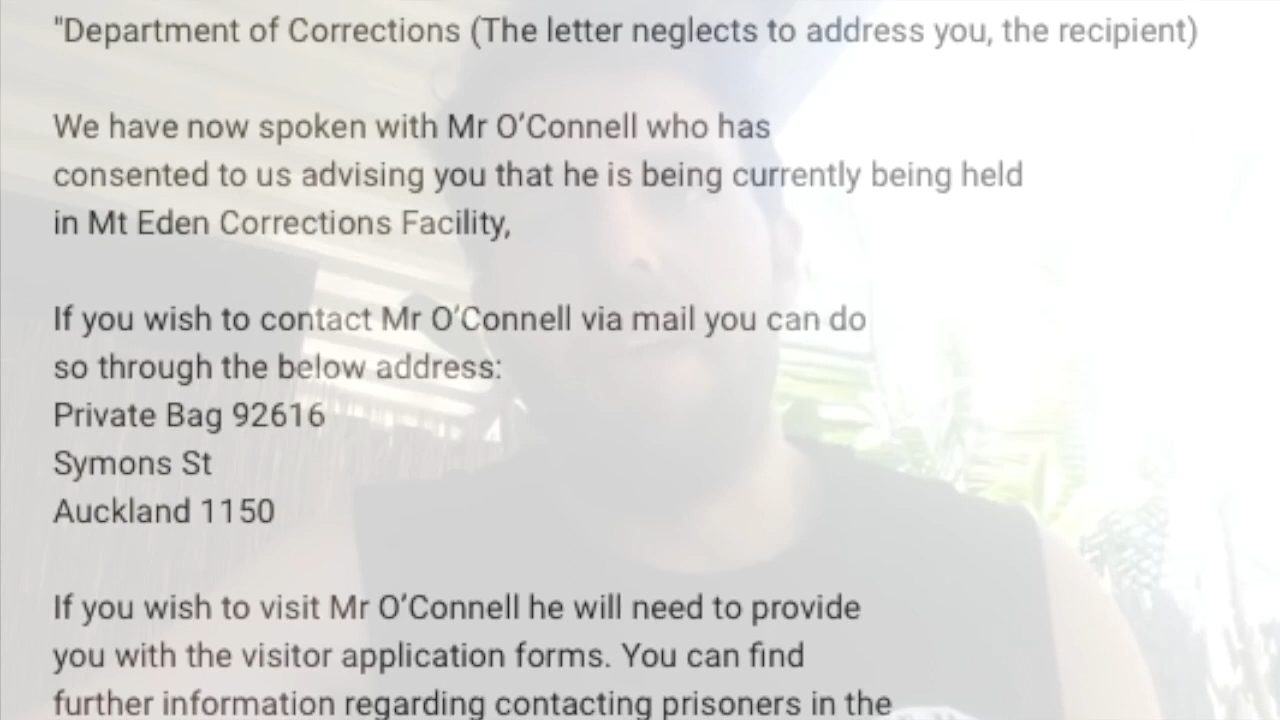 "Department of Corrections (The letter neglects to address you, the recipient)
We have now spoken with Mr O'Connell who has
consented to us advising you that he is being currently being held
in Mt Eden Corrections Facility,
If you wish to contact Mr O'Connell via mail you can do
so through the below address:
Private Bag 92616
Symons St
Auckland 1150
If you wish to visit Mr O'Connell he will need to provide
you with the visitor application forms. You can find
further information regarding contacting prisoners in the